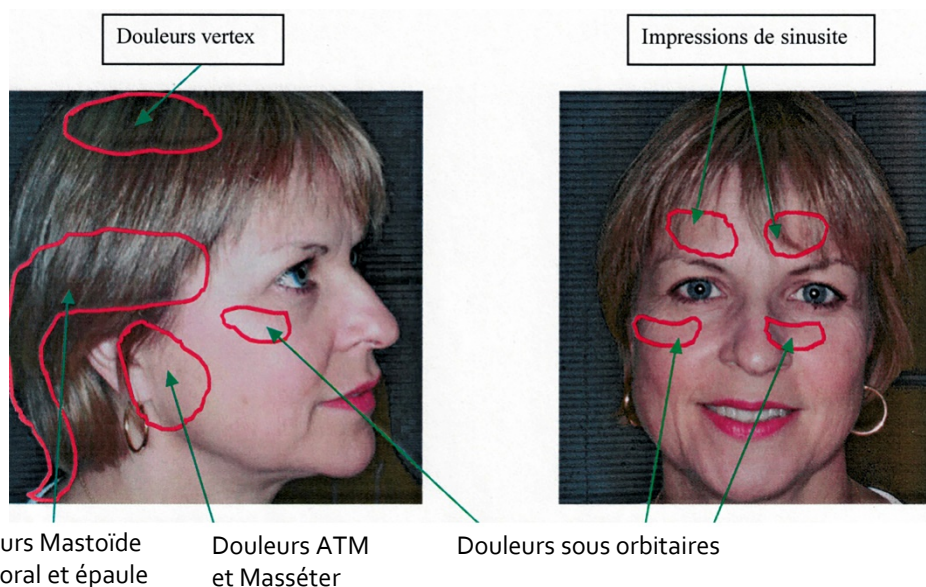 Douleurs vertex
Impressions de sinusite
urs Mastoïde
oral et épaule
Douleurs ATM
et Masséter
Douleurs sous orbitaires